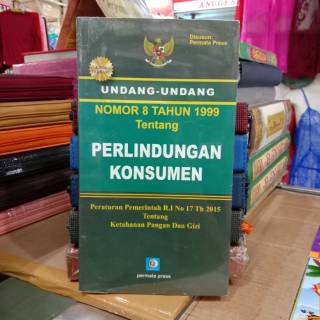 Disusun:
Permata Press
UNDANG-UNDANG
NOMOR 8 TAHUN 1999
Tentang
PERLINDUNGAN
KONSUMEN
Peraturan Pemerintah R.I No 17 Th 2015
Tentang
Ketahanan Pangan Dan Gizi
permata press